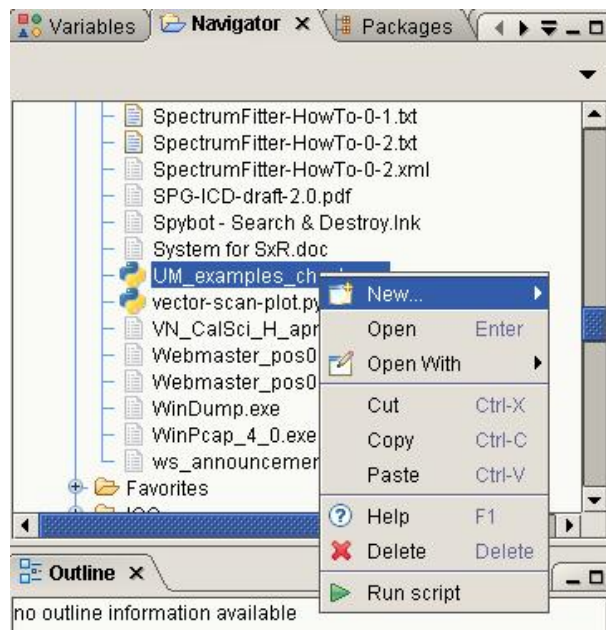 Variables Navigator Packages
SpectrumFitter-HowTo-0-1.txt
SpectrumFitter-HowTo-0-2.txt
SpectrumFitter-HowTo-0-2.xml
SPG-ICD-draft-2.0.pdf
Spybot - Search & Destroy.lnk
System for SxR.doc
UM_examples_ch
vector-scan-plot.py
VN_CalSci_H_apr
Webmaster_pos0
Webmaster_pos0
WinDump.exe
WinPcap_4_0.exe
ws_announcemen
Favorites
New...
Open Enter
Open With
Cut Ctrl-X
Copy Ctrl-C
Paste Ctrl-V
Help F1
Delete Delete
Run script
Outline
no outline information available